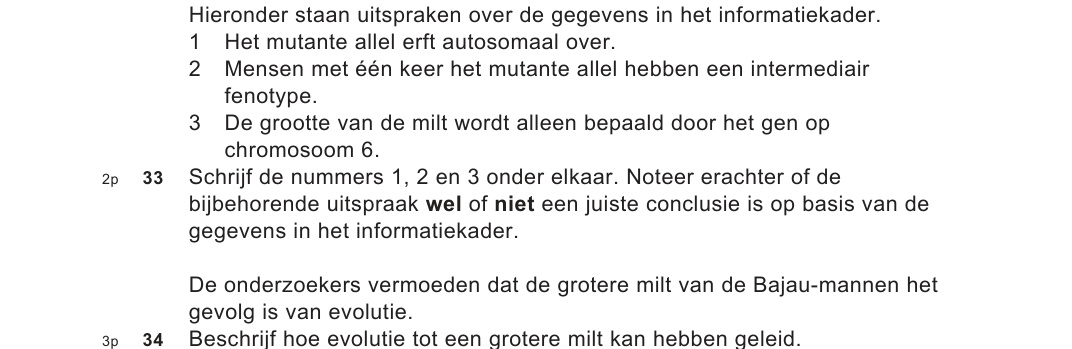 Hieronder staan uitspraken over de gegevens in het informatiekader.
1 Het mutante allel erft autosomaal over.
2 Mensen met één keer het mutante allel hebben een intermediair
fenotype.
3 De grootte van de milt wordt alleen bepaald door het gen op
chromosoom 6.
2p 33 Schrijf de nummers 1, 2 en 3 onder elkaar. Noteer erachter of de
bijbehorende uitspraak wel of niet een juiste conclusie is op basis van de
gegevens in het informatiekader.
De onderzoekers vermoeden dat de grotere milt van de Bajau-mannen het
gevolg is van evolutie.
3p 34 Beschrijf hoe evolutie tot een grotere milt kan hebben geleid.